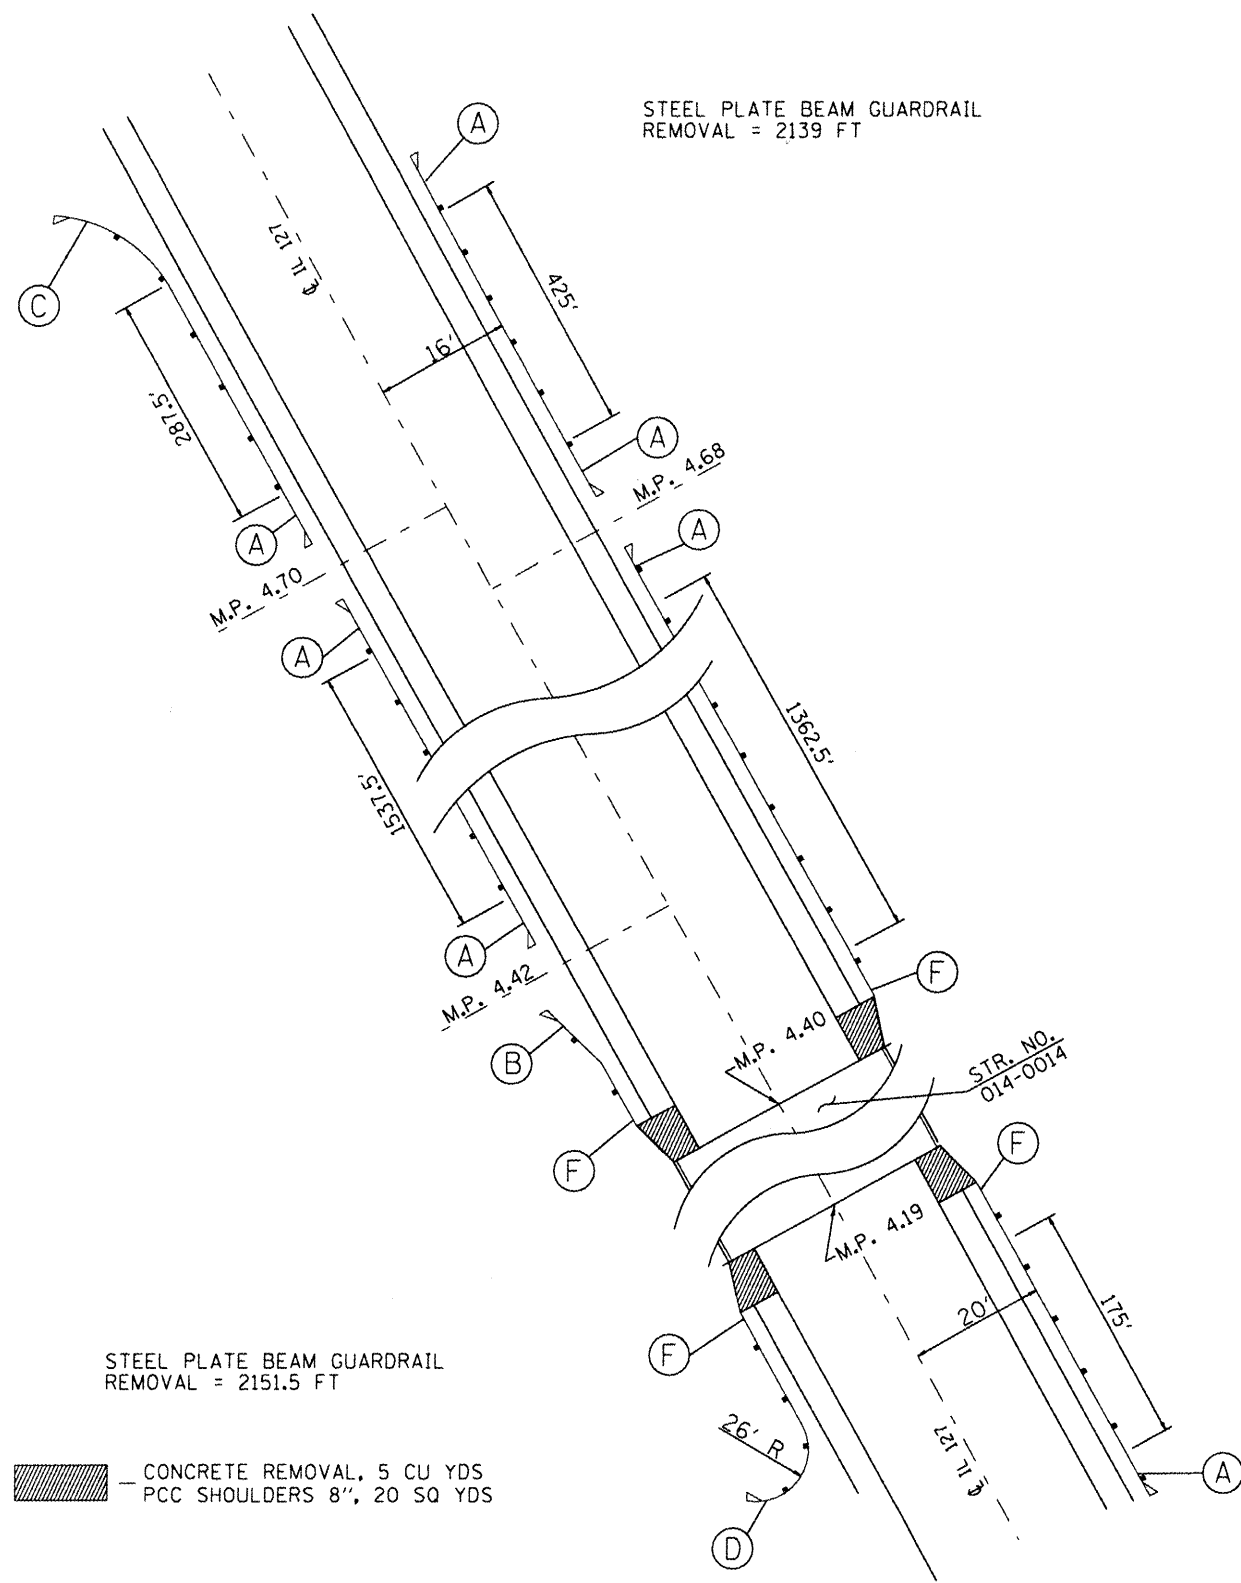 STEEL PLATE BEAM GUARDRAIL
REMOVAL = 2139 FT
A
℄ IL 127
C
425'
16'
287.5'
A
M.P. 4.68
A
A
M.P. 4.70
A
1362.5'
1537.5'
A
M.P. 4.42
F
B
M.P. 4.40
STR. NO.
014-0014
F
F
M.P. 4.19
20'
175'
F
STEEL PLATE BEAM GUARDRAIL
REMOVAL = 2151.5 FT
26' R
℄ IL 127
A
CONCRETE REMOVAL, 5 CU YDS
PCC SHOULDERS 8", 20 SQ YDS
D